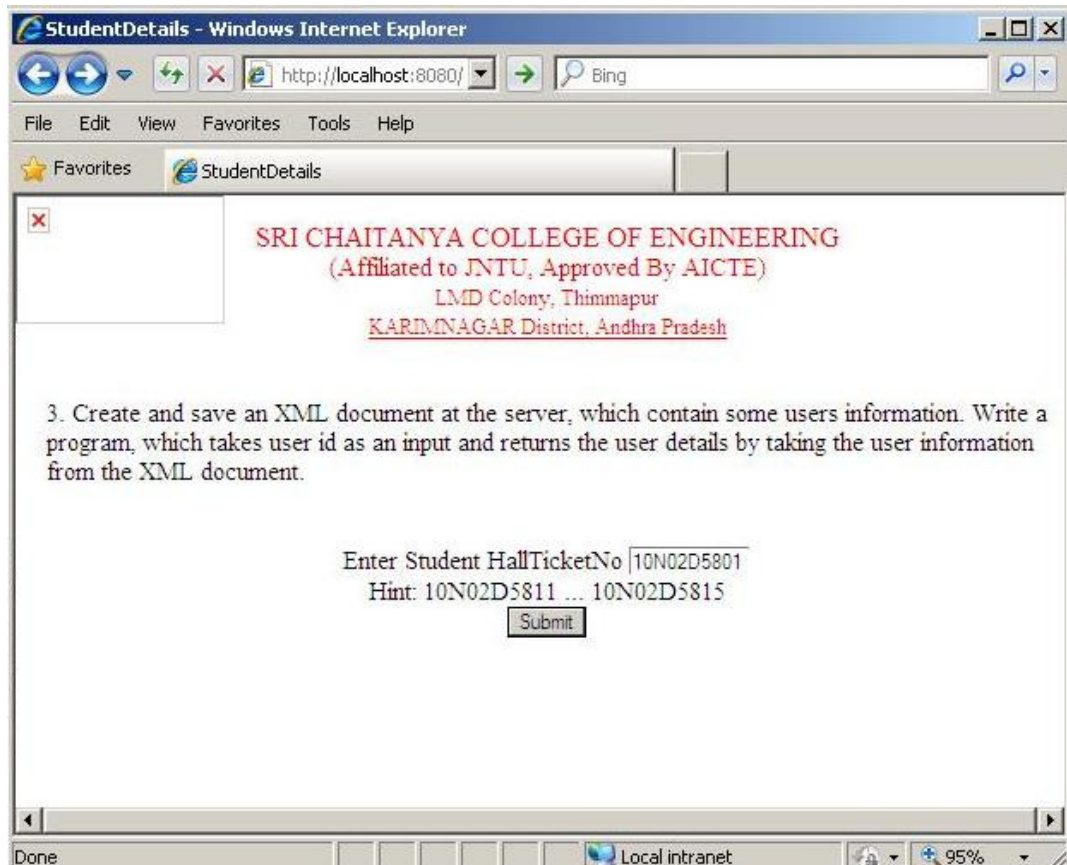 StudentDetails - Windows Internet Explorer
http://localhost:8080/
Bing
File Edit View Favorites Tools Help
Favorites
StudentDetails
SRI CHAITANYA COLLEGE OF ENGINEERING
(Affiliated to JNTU, Approved By AICTE)
LMD Colony, Thimmapur
KARIMNAGAR District, Andhra Pradesh
3. Create and save an XML document at the server, which contain some users information. Write a
program, which takes user id as an input and returns the user details by taking the user information
from the XML document.
Enter Student HallTicketNo 10N02D5801
Hint: 10N02D5811 ... 10N02D5815
Submit
Done
Local intranet
95%